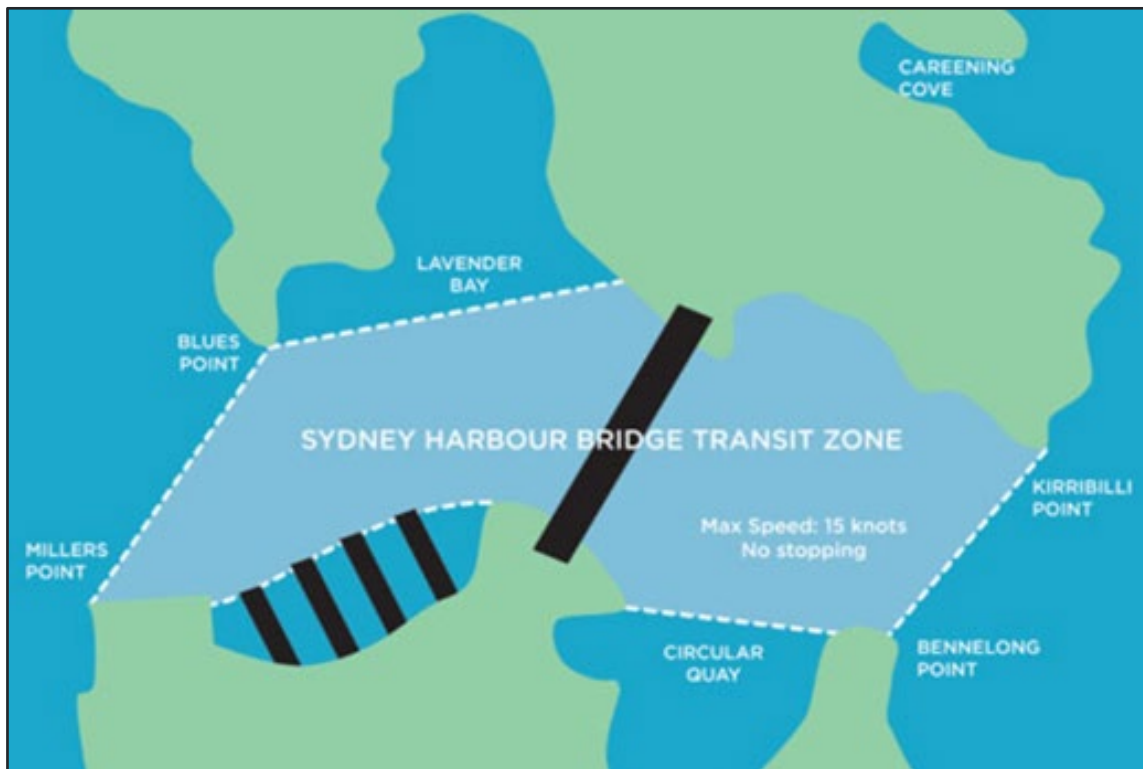 CAREENING
COVE
LAVENDER
BAY
BLUES
POINT
SYDNEY HARBOUR BRIDGE TRANSIT ZONE
KIRRIBILLI
POINT
Max Speed: 15 knots
No stopping
MILLERS
POINT
CIRCULAR
QUAY
BENNELONG
POINT